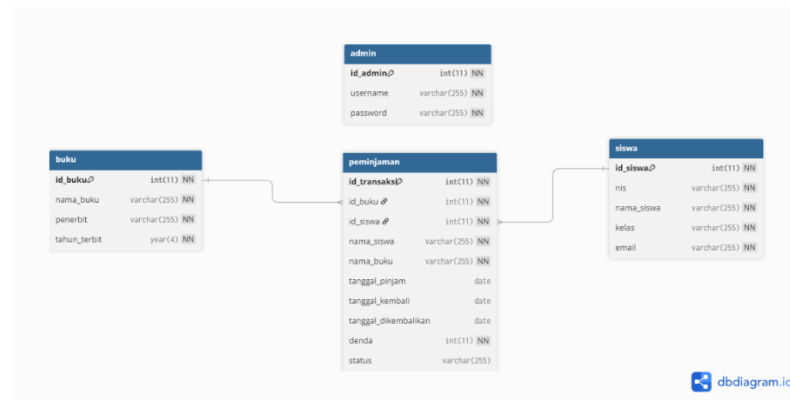 admin
id_admin int(11) NN
username varchar(255) NN
password varchar(255) NN
buku
id_buku int(11) NN
nama_buku varchar(255) NN
penerbit varchar(255) NN
tahun_terbit year(4) NN
peminjaman
id_transaksi int(11) NN
id_buku int(11) NN
id_siswa int(11) NN
nama_siswa varchar(255) NN
nama_buku varchar(255) NN
tanggal_pinjam date
tanggal_kembali date
tanggal_dikembalikan date
denda int(11) NN
status varchar(255)
siswa
id_siswa int(11) NN
nis varchar(255) NN
nama_siswa varchar(255) NN
kelas varchar(255) NN
email varchar(255) NN
dbdiagram.io